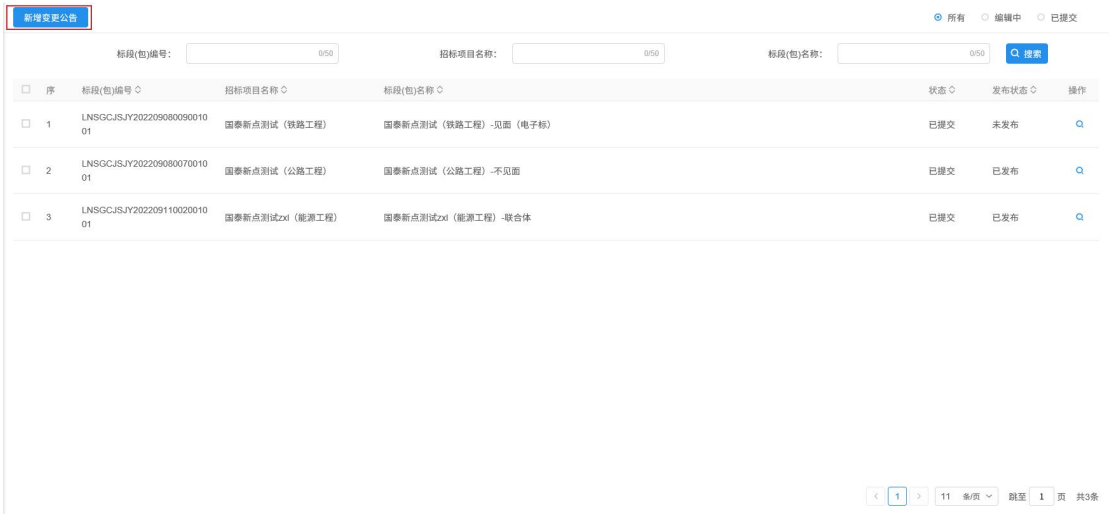 新增变更公告
所有 编辑中 已提交
标段(包)编号： 0/50 招标项目名称： 0/50 标段(包)名称： 0/50 搜索
序 标段(包)编号 招标项目名称 标段(包)名称 状态 发布状态 操作
1 LNSGCJSJY202209080090010 国泰新点测试（铁路工程） 国泰新点测试（铁路工程）-见面（电子标） 已提交 未发布
01
2 LNSGCJSJY202209080070010 国泰新点测试（公路工程） 国泰新点测试（公路工程）-不见面 已提交 已发布
01
3 LNSGCJSJY202209110020010 国泰新点测试zxl（能源工程） 国泰新点测试zxl（能源工程）-联合体 已提交 已发布
01
1 11 条/页 跳至 1 页 共3条